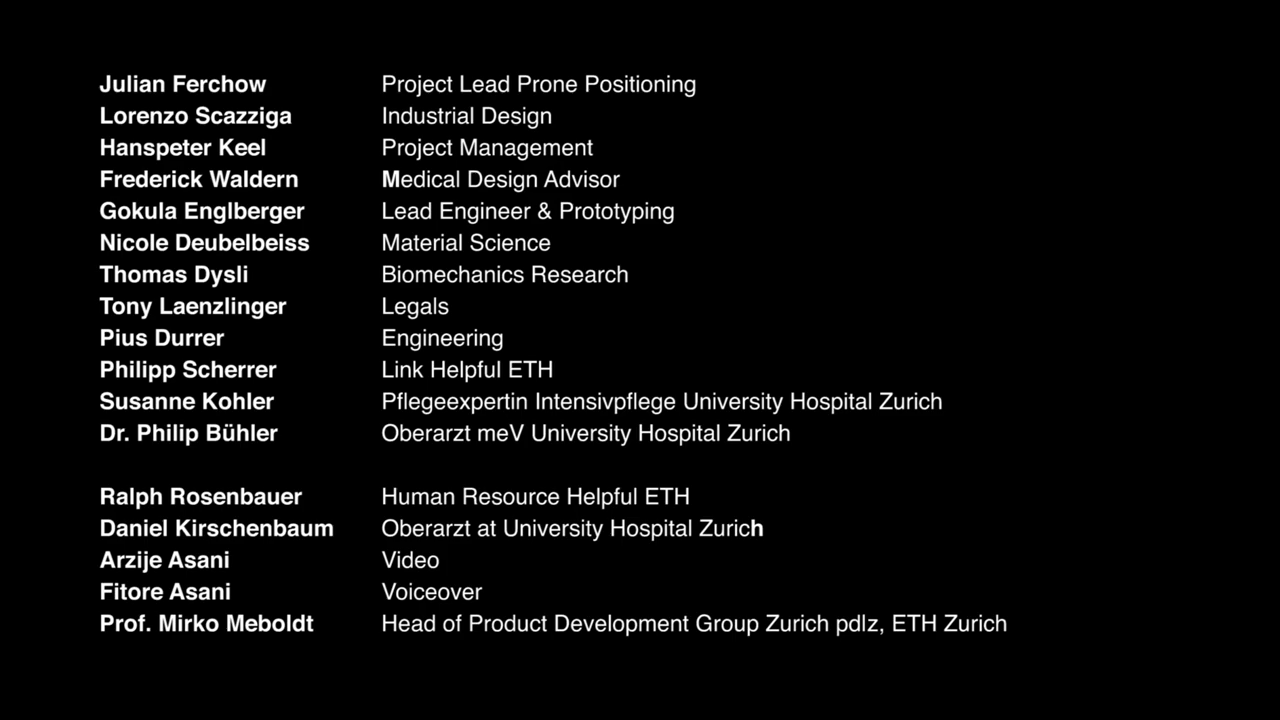 Julian Ferchow Project Lead Prone Positioning
Lorenzo Scazziga Industrial Design
Hanspeter Keel Project Management
Frederick Waldern Medical Design Advisor
Gokula Englberger Lead Engineer & Prototyping
Nicole Deubelbeiss Material Science
Thomas Dysli Biomechanics Research
Tony Laenzlinger Legals
Pius Durrer Engineering
Philipp Scherrer Link Helpful ETH
Susanne Kohler Pflegeexpertin Intensivpflege University Hospital Zurich
Dr. Philip Bühler Oberarzt meV University Hospital Zurich
Ralph Rosenbauer Human Resource Helpful ETH
Daniel Kirschenbaum Oberarzt at University Hospital Zurich
Arzije Asani Video
Fitore Asani Voiceover
Prof. Mirko Meboldt Head of Product Development Group Zurich pdlz, ETH Zurich